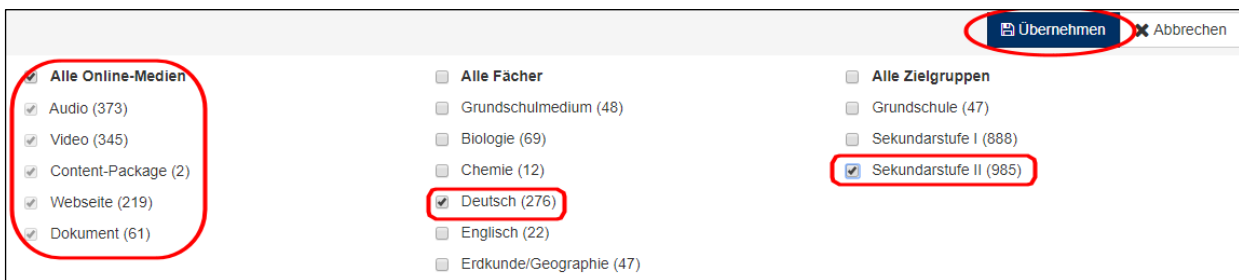 Übernehmen Abbrechen
Alle Online-Medien
Audio (373)
Video (345)
Content-Package (2)
Webseite (219)
Dokument (61)
Alle Fächer
Grundschulmedium (48)
Biologie (69)
Chemie (12)
Deutsch (276)
Englisch (22)
Erdkunde/Geographie (47)
Alle Zielgruppen
Grundschule (47)
Sekundarstufe I (888)
Sekundarstufe II (985)